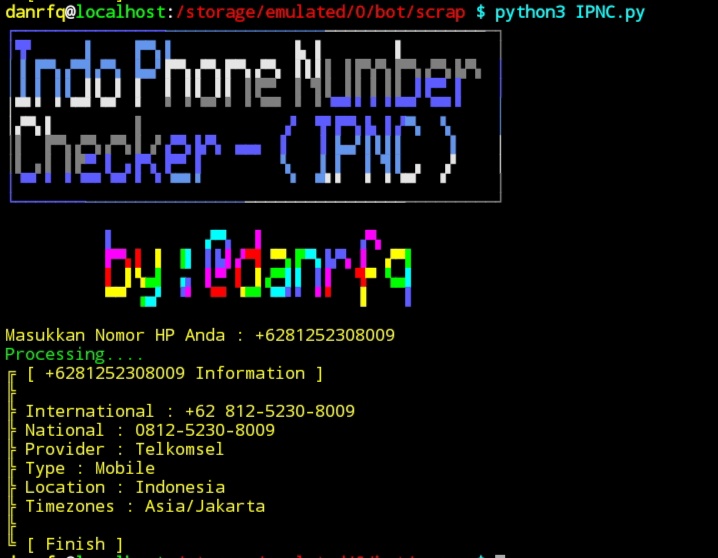 danrfq@localhost:/storage/emulated/0/bot/scrap $ python3 IPNC.py
Indo Phone Number
Checker - ( IPNC )
by : @danrfq
Masukkan Nomor HP Anda : +6281252308009
Processing....
[ +6281252308009 Information ]
International : +62 812-5230-8009
National : 0812-5230-8009
Provider : Telkomsel
Type : Mobile
Location : Indonesia
Timezones : Asia/Jakarta
[ Finish ]